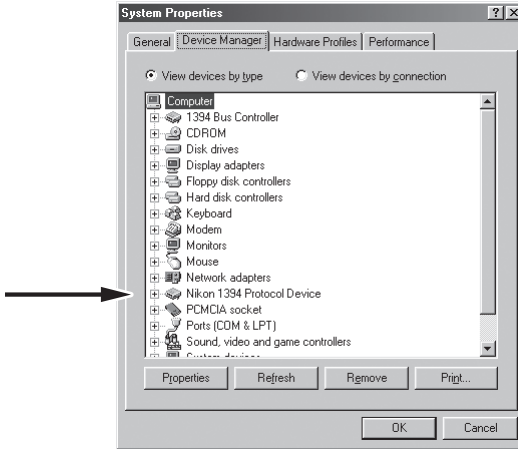 System Properties
General Device Manager Hardware Profiles Performance
View devices by type View devices by connection
Computer
1394 Bus Controller
CDROM
Disk drives
Display adapters
Floppy disk controllers
Hard disk controllers
Keyboard
Modem
Monitors
Mouse
Network adapters
Nikon 1394 Protocol Device
PCMCIA socket
Ports (COM & LPT)
Sound, video and game controllers
System devices
Properties Refresh Remove Print...
OK Cancel